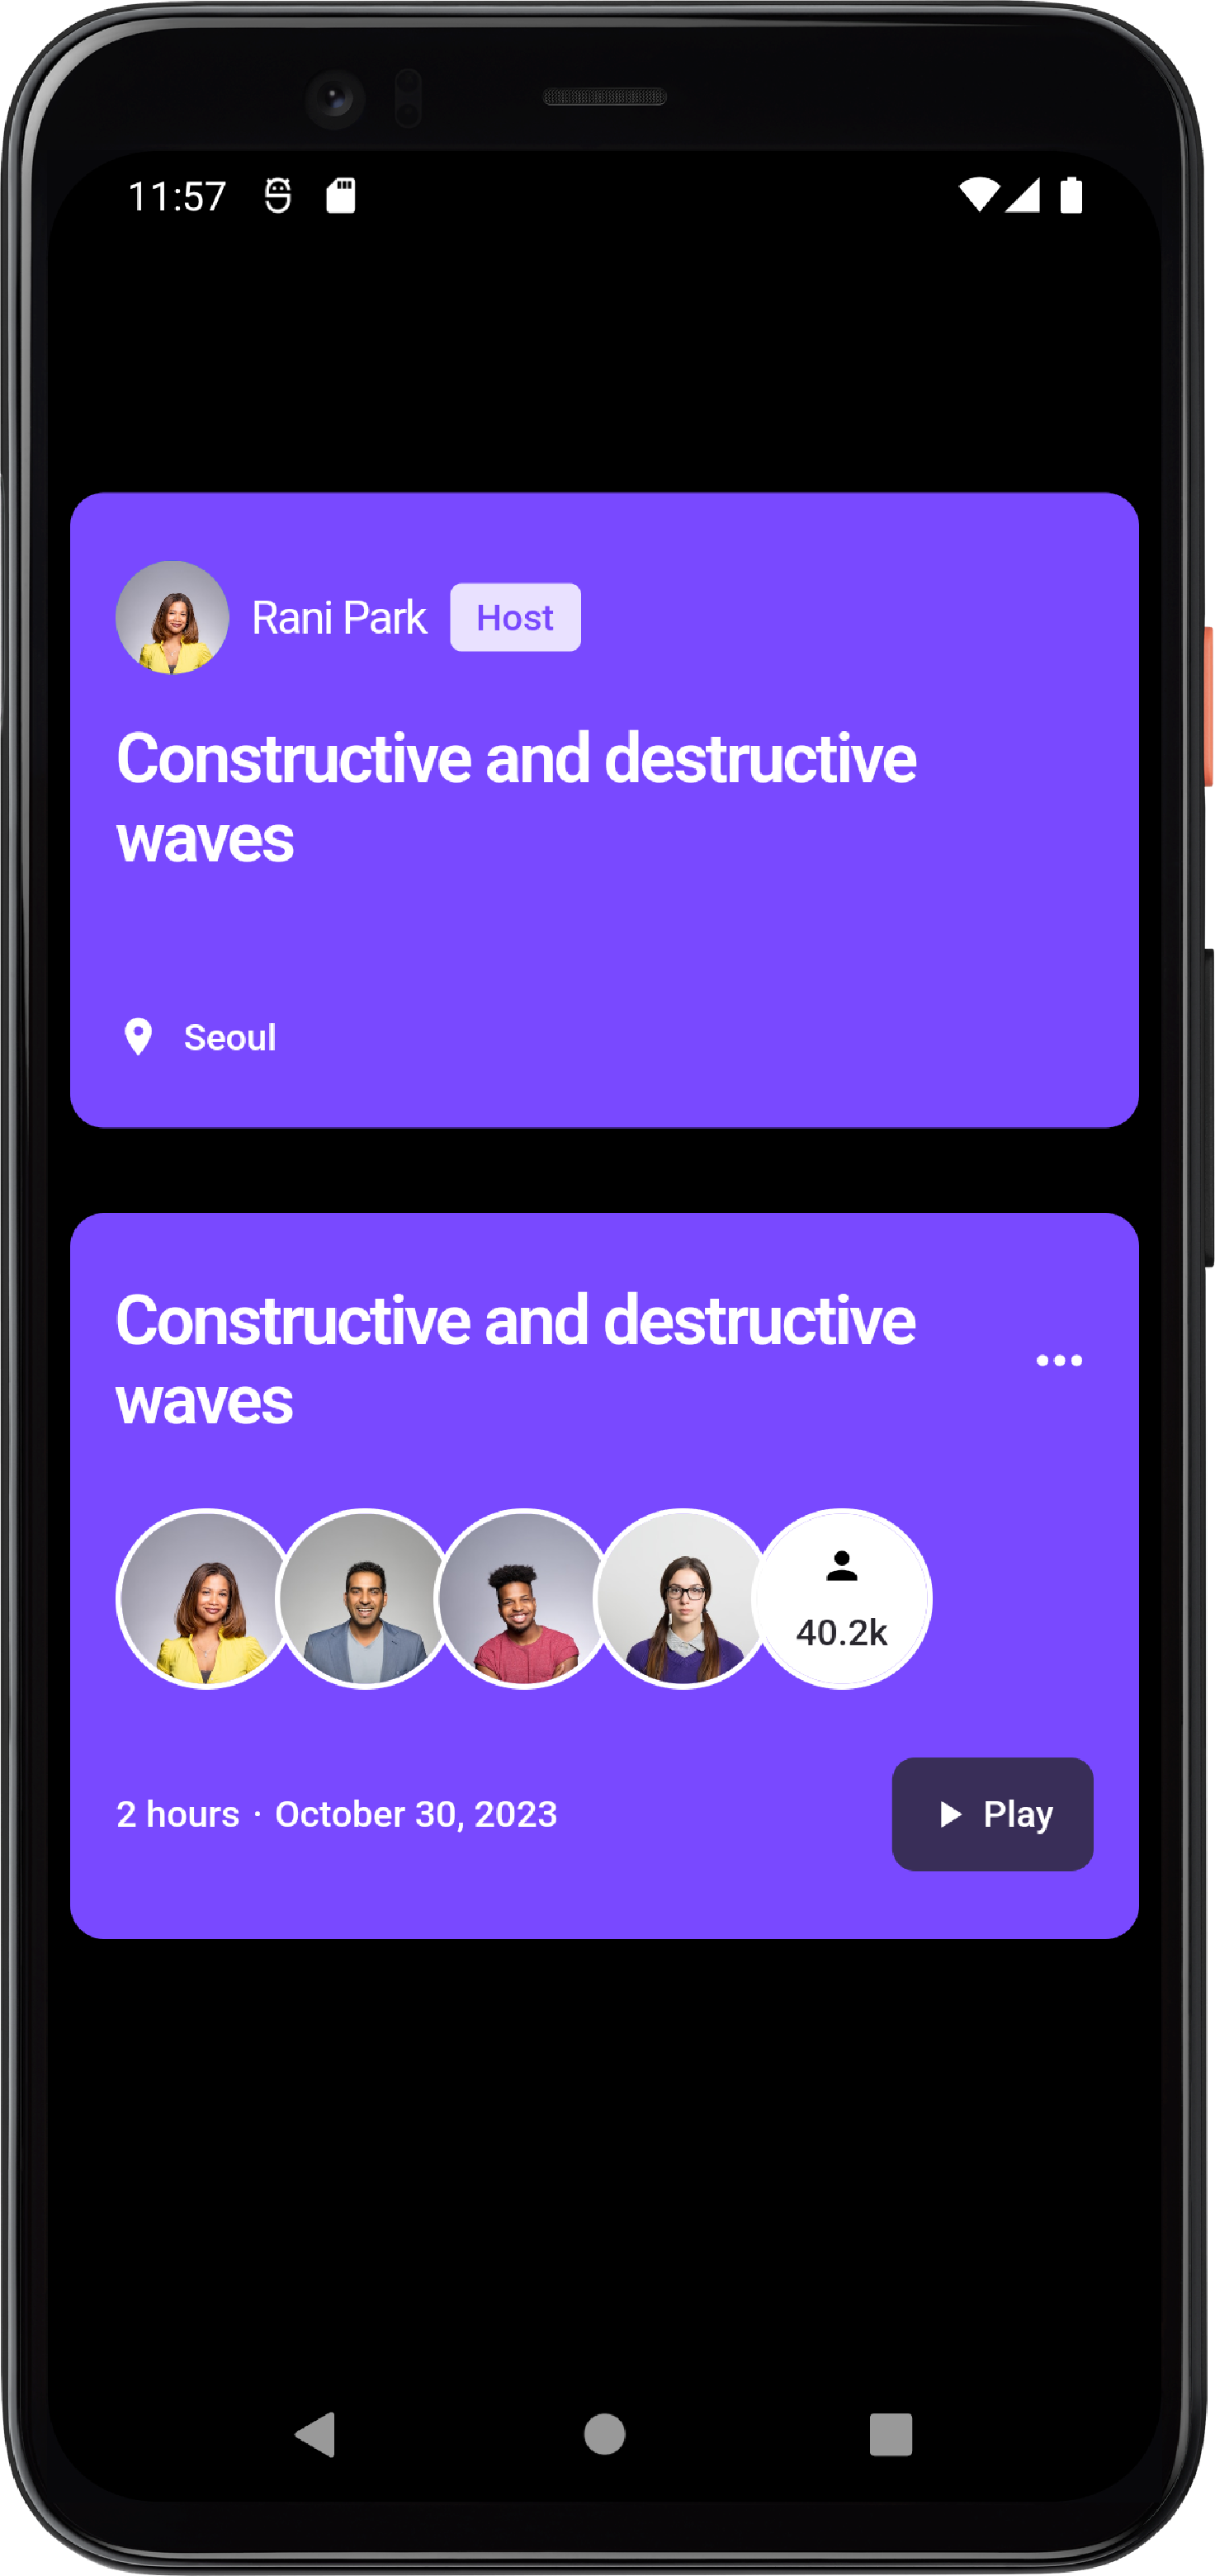 11:57
Rani Park Host
Constructive and destructive
waves
Seoul
Constructive and destructive
waves
40.2k
2 hours · October 30, 2023 Play